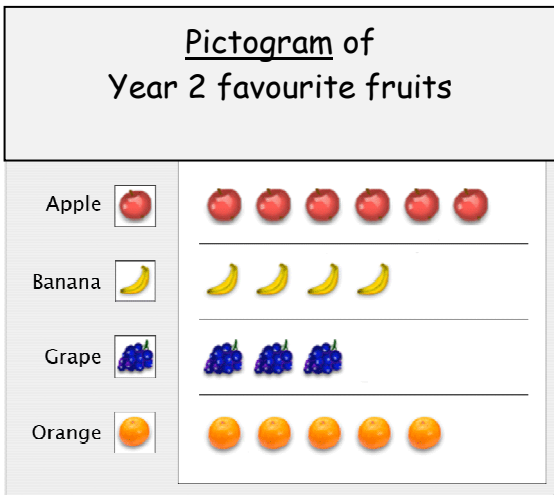 Pictogram of
Year 2 favourite fruits
Apple
Banana
Grape
Orange